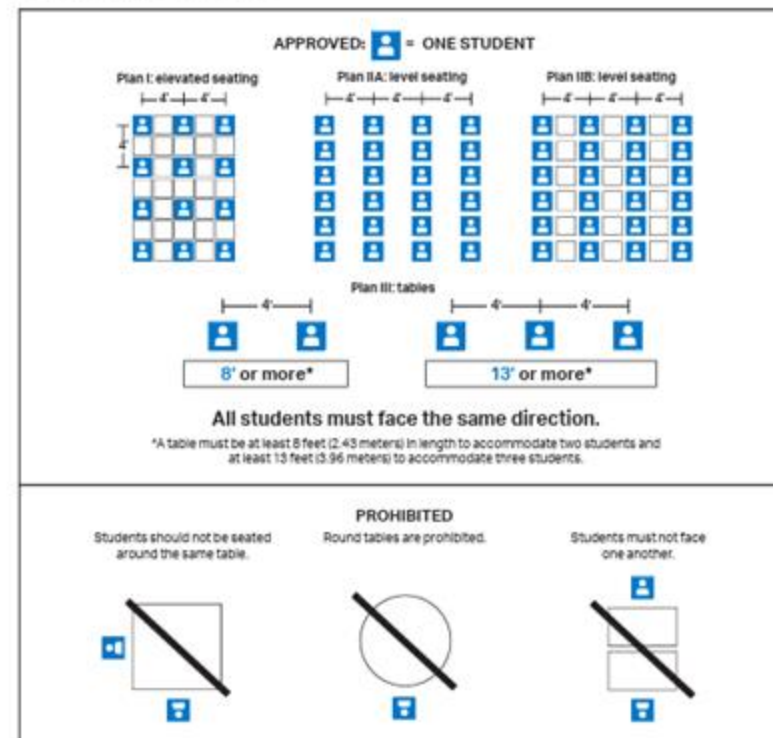 APPROVED: = ONE STUDENT
Plan I: elevated seating
Plan IIA: level seating
Plan IIB: level seating
4' 4'
4' 4' 4'
4' 4' 4'
4'
Plan III: tables
4'
4' 4'
8' or more*
13' or more*
All students must face the same direction.
*A table must be at least 8 feet (2.43 meters) in length to accommodate two students and
at least 13 feet (3.96 meters) to accommodate three students.
PROHIBITED
Students should not be seated
around the same table.
Round tables are prohibited.
Students must not face
one another.